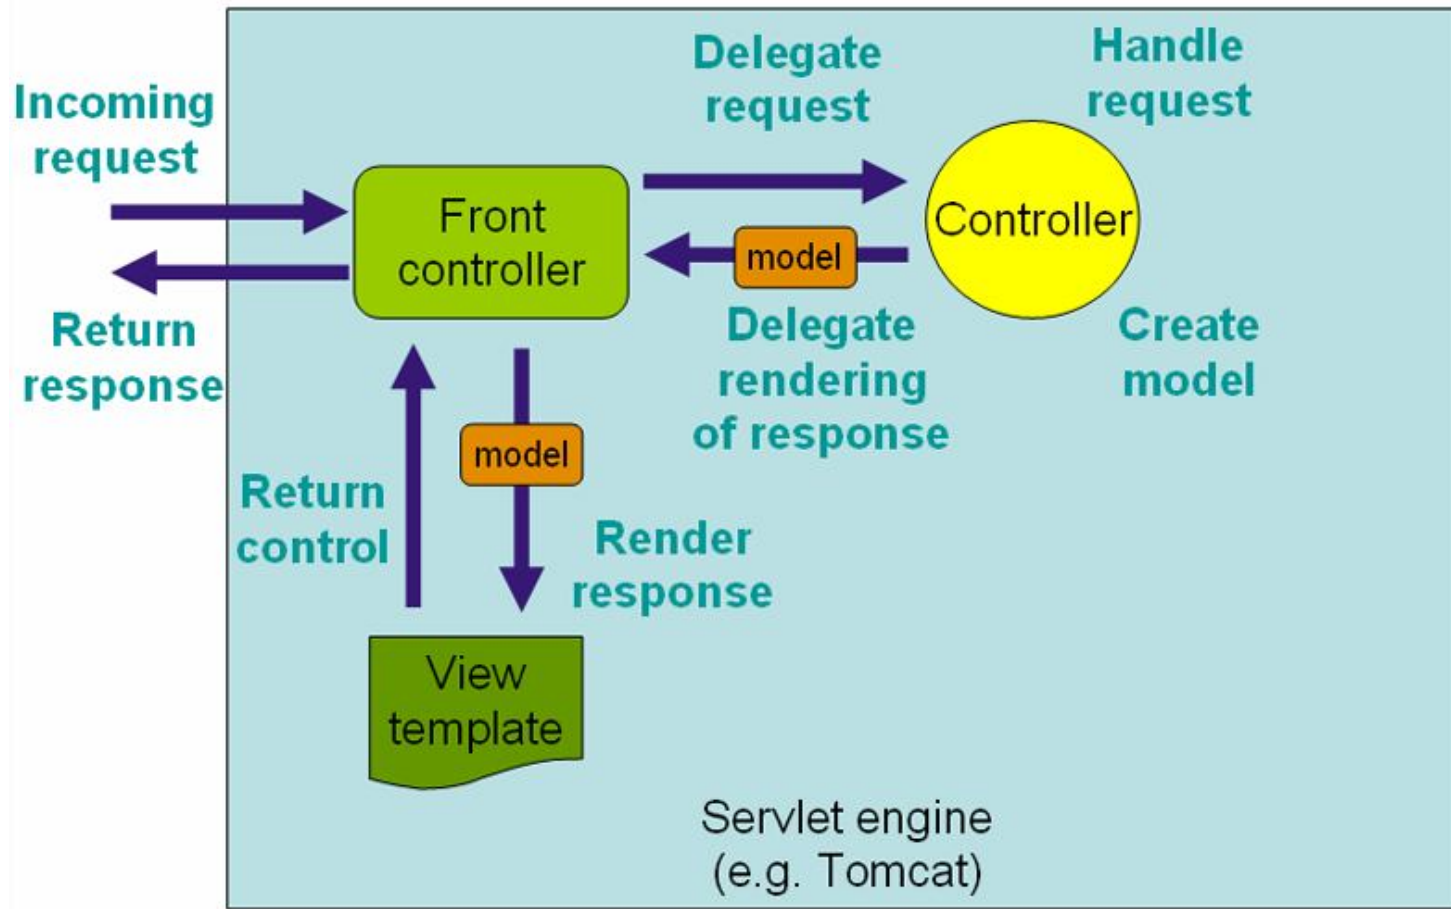 Incoming
request
Delegate
request
Handle
request
Front
controller
model
Controller
Return
response
Delegate
rendering
of response
Create
model
model
Return
control
Render
response
View
template
Servlet engine
(e.g. Tomcat)